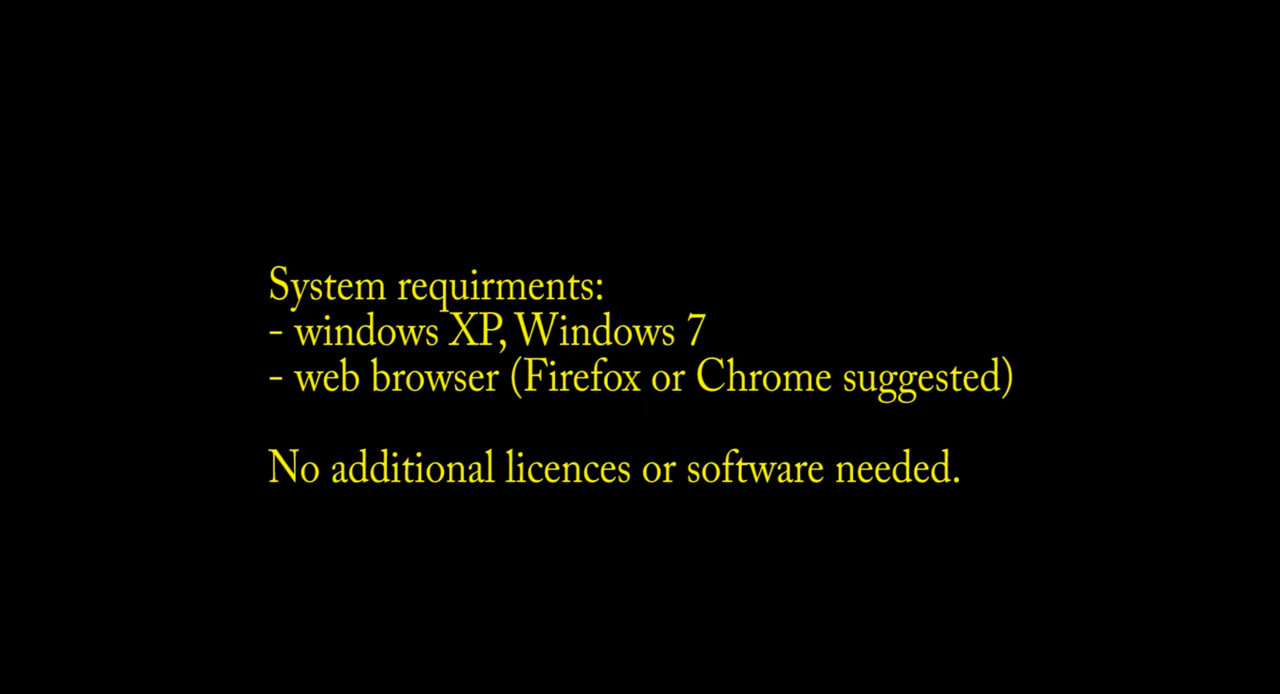 System requirments:
- windows XP, Windows 7
- web browser (Firefox or Chrome suggested)
No additional licences or software needed.